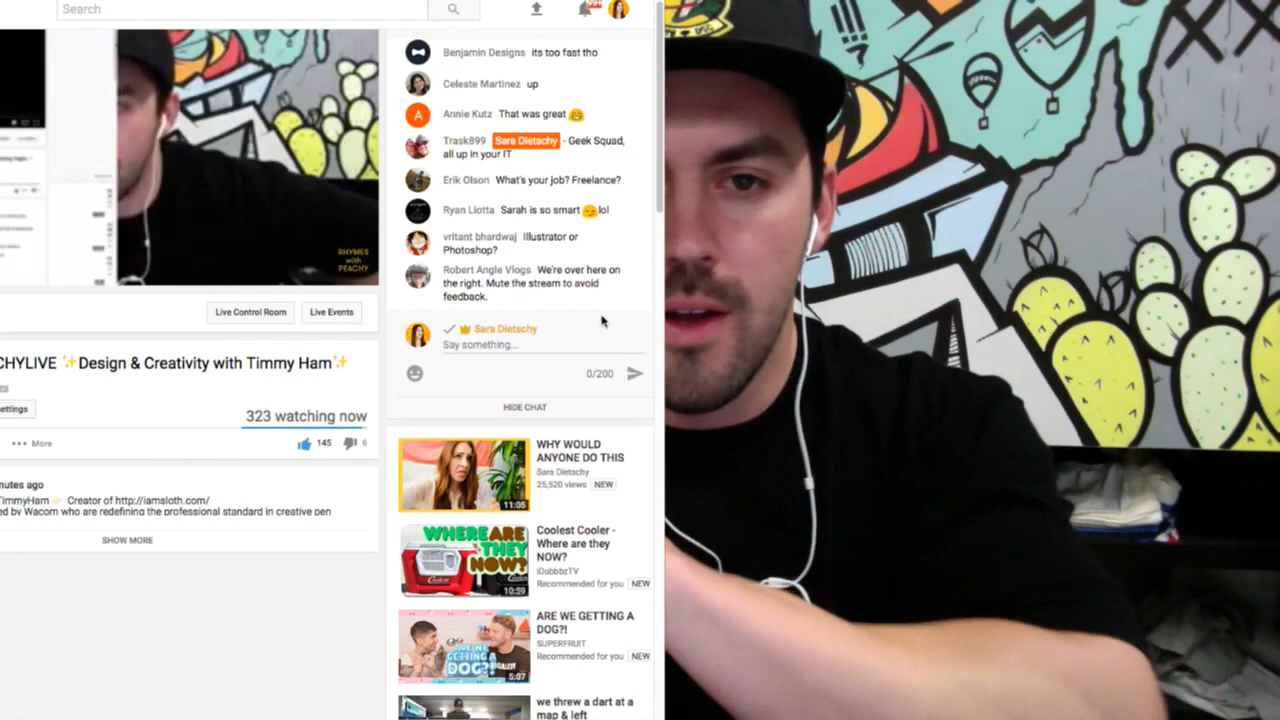 Search
Benjamin Designs its too fast tho
Celeste Martinez up
A
Annie Kutz That was great
Trask899 Sara Dietschy - Geek Squad,
all up in your IT
Erik Olson What's your job? Freelance?
Ryan Liotta Sarah is so smart lol
vritant bhardwaj Illustrator or
Photoshop?
Robert Angle Vlogs We're over here on
the right. Mute the stream to avoid
feedback.
Sara Dietschy
Say something...
0/200
HIDE CHAT
RHYMES
with
PEACHY
Live Control Room
Live Events
CHYLIVE ✨Design & Creativity with Timmy Ham✨
ettings
323 watching now
More
145
6
nutes ago
TimmyHam Creator of http://iamsloth.com/
ed by Wacom who are redefining the professional standard in creative pen
SHOW MORE
WHY WOULD
ANYONE DO THIS
Sara Dietschy
25,520 views NEW
11:05
WHERE ARE
THEY
NOW?
10:59
Coolest Cooler -
Where are they
NOW?
iDubbbzTV
Recommended for you NEW
ARE WE
GETTING A
DOG?!
5:07
ARE WE GETTING A
DOG?!
SUPERFRUIT
Recommended for you NEW
we threw a dart at a
map & left